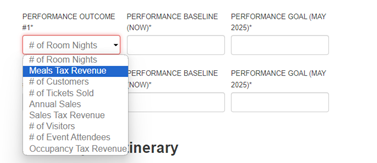 PERFORMANCE OUTCOME #1*
PERFORMANCE BASELINE (NOW)*
PERFORMANCE GOAL (MAY 2025)*
# of Room Nights
# of Room Nights
Meals Tax Revenue
# of Customers
# of Tickets Sold
Annual Sales
Sales Tax Revenue
# of Visitors
# of Event Attendees
Occupancy Tax Revenue
PERFORMANCE BASELINE (NOW)*
PERFORMANCE GOAL (MAY 2025)*
tinerary